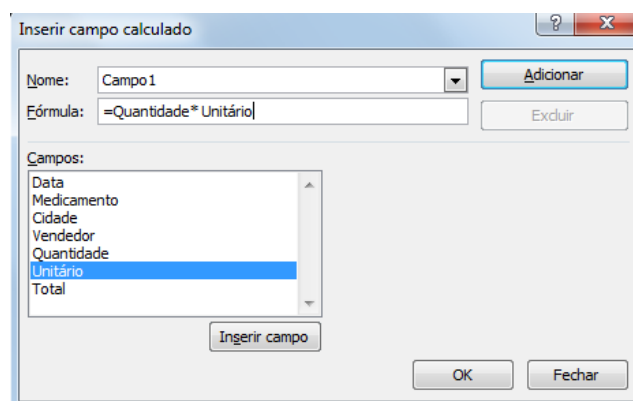 Inserir campo calculado
Nome: Campo1 Adicionar
Fórmula: =Quantidade* Unitário Excluir
Campos:
Data
Medicamento
Cidade
Vendedor
Quantidade
Unitário
Total
Inserir campo
OK Fechar